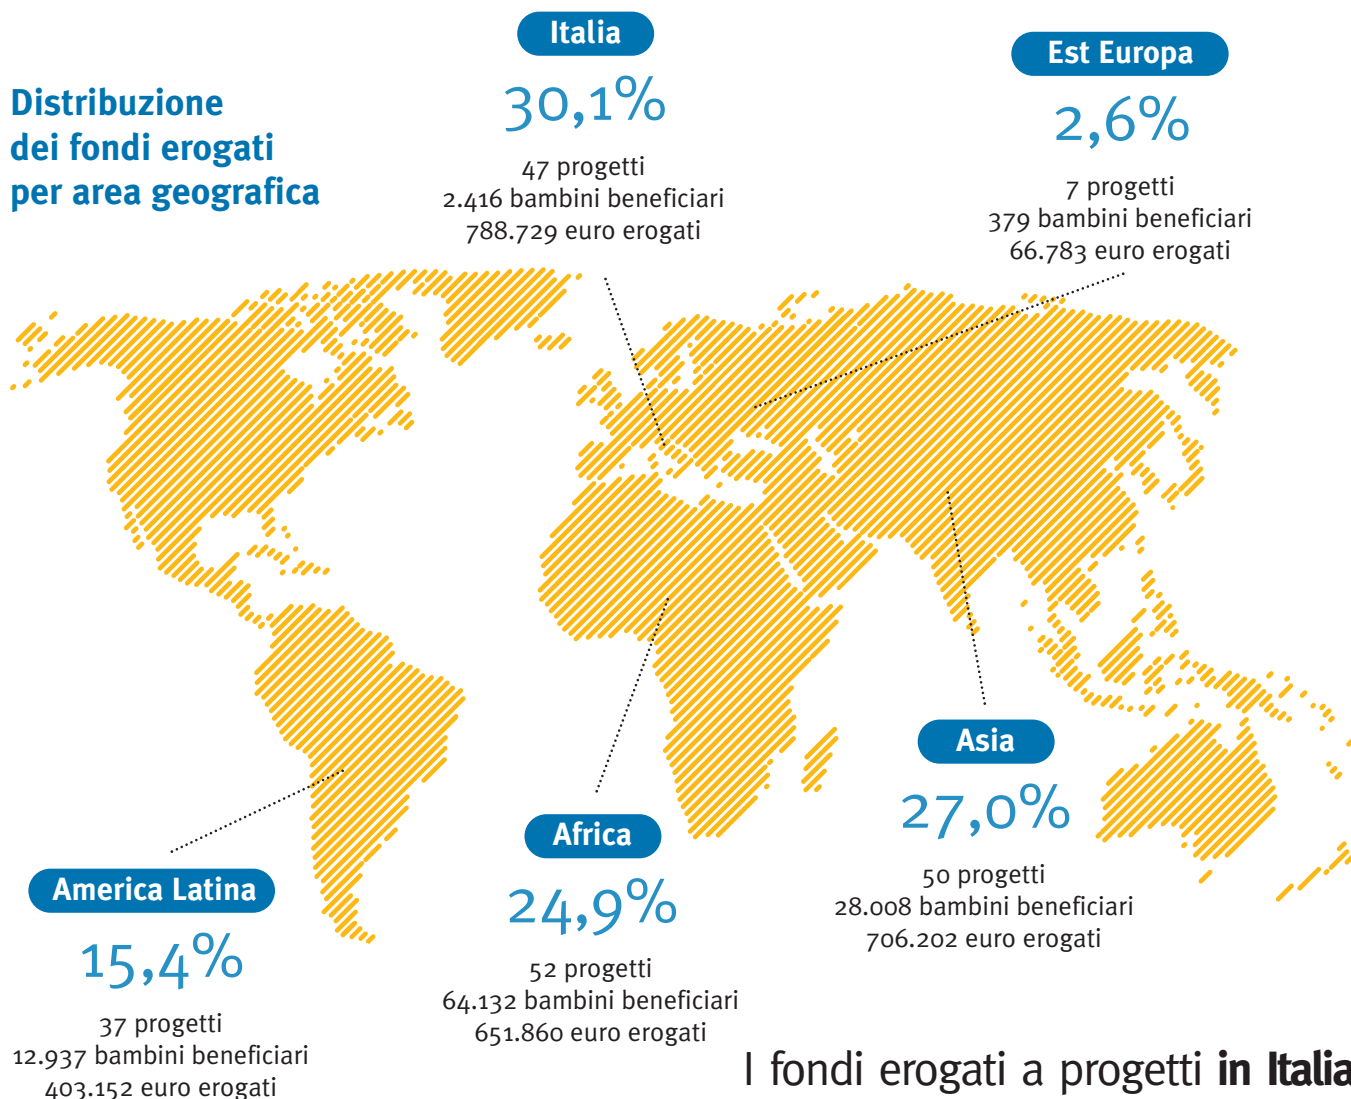 Distribuzione
dei fondi erogati
per area geografica
Italia
30,1%
47 progetti
2.416 bambini beneficiari
788.729 euro erogati
Est Europa
2,6%
7 progetti
379 bambini beneficiari
66.783 euro erogati
Asia
27,0%
50 progetti
28.008 bambini beneficiari
706.202 euro erogati
Africa
24,9%
52 progetti
64.132 bambini beneficiari
651.860 euro erogati
America Latina
15,4%
37 progetti
12.937 bambini beneficiari
403.152 euro erogati
I fondi erogati a progetti in Italia